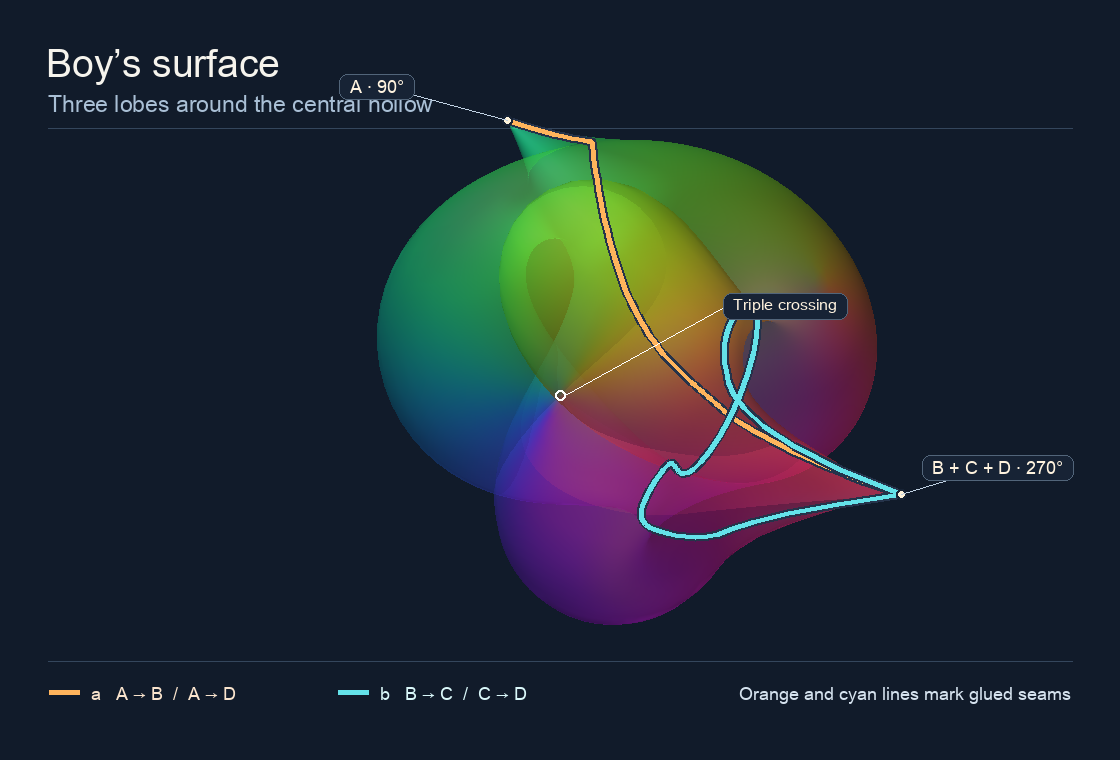 Boy’s surface
A · 90°
Three lobes around the central hollow
Triple crossing
B + C + D · 270°
a A→B / A→D
b B→C / C→D
Orange and cyan lines mark glued seams